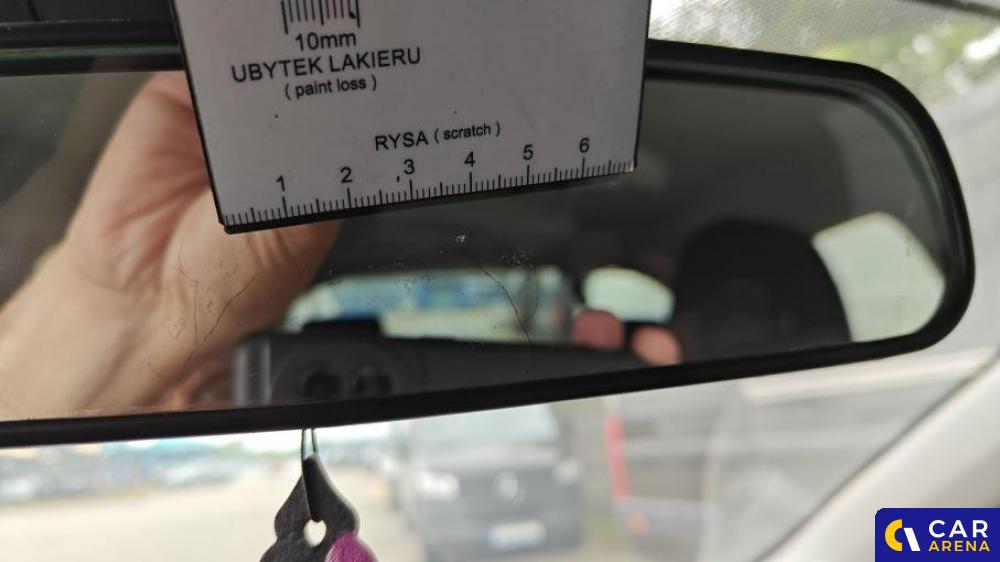 10mm
UBYTEK LAKIERU
( paint loss )
RYSA ( scratch )
1 2 3 4 5 6
CAR
ARENA